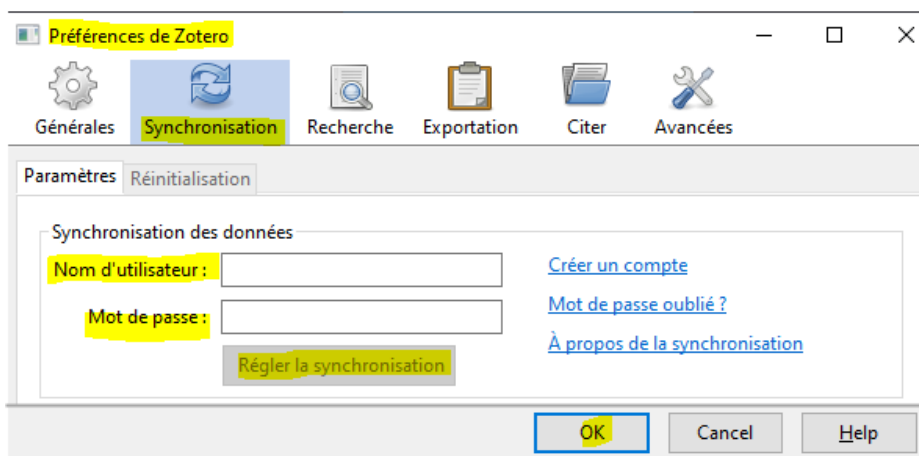 Préférences de Zotero
Générales Synchronisation Recherche Exportation Citer Avancées
Paramètres Réinitialisation
Synchronisation des données
Nom d'utilisateur : Créer un compte
Mot de passe oublié ?
Mot de passe :
À propos de la synchronisation
Régler la synchronisation
OK Cancel Help